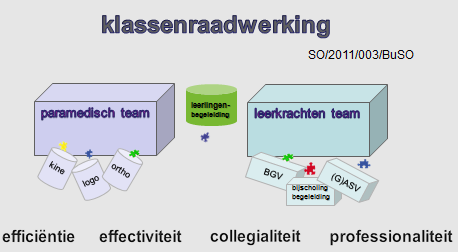 klassenraadwerking
SO/2011/003/BuSO
paramedisch team
leerlingen-
begeleiding
leerkrachten team
kine
logo
ortho
BGV
bijscholing
begeleiding
(G)ASV
efficiëntie effectiviteit collegialiteit professionaliteit